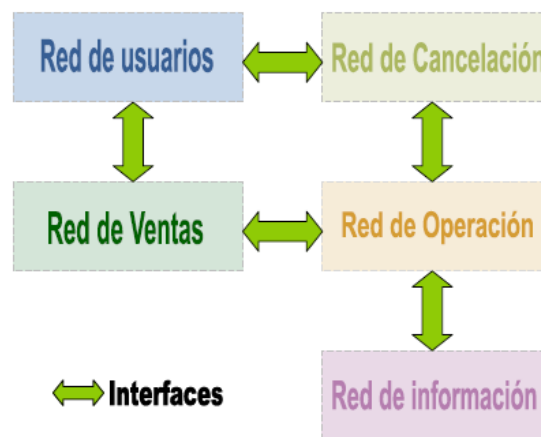 Red de usuarios
Red de Cancelación
Red de Ventas
Red de Operación
Interfaces
Red de información